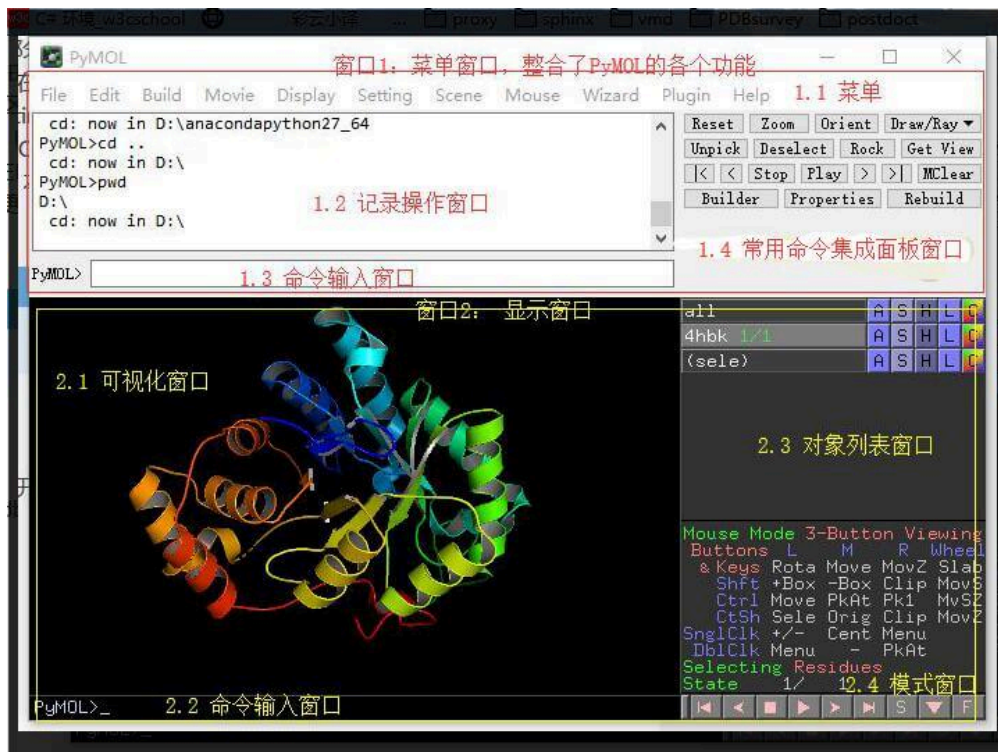 C# 环境_w3cschool 彩云小译 ... proxy sphinx vmd PDBsurvey postdoct
PyMOL
窗口1：菜单窗口，整合了PyMOL的各个功能
File Edit Build Movie Display Setting Scene Mouse Wizard Plugin Help
1.1 菜单
cd: now in D:\anacondapython27_64
PyMOL>cd ..
cd: now in D:\
PyMOL>pwd
D:\
cd: now in D:\
1.2 记录操作窗口
Reset Zoom Orient Draw/Ray ▼
Unpick Deselect Rock Get View
|< < Stop Play > >| MClear
Builder Properties Rebuild
1.4 常用命令集成面板窗口
PyMOL>
1.3 命令输入窗口
窗口2： 显示窗口
2.1 可视化窗口
all A S H L C
4hbk 1/1 A S H L C
(sele) A S H L C
2.3 对象列表窗口
Mouse Mode 3-Button Viewing
Buttons L M R Wheel
& Keys Rota Move MovZ Slab
Shft +Box -Box Clip MovS
Ctrl Move PkAt Pk1 MvSZ
CtSh Sele Orig Clip MovZ
SnglClk +/- Cent Menu
DblClk Menu - PkAt
Selecting Residues
State 1/ 1
2.4 模式窗口
PyMOL>_
2.2 命令输入窗口
S F